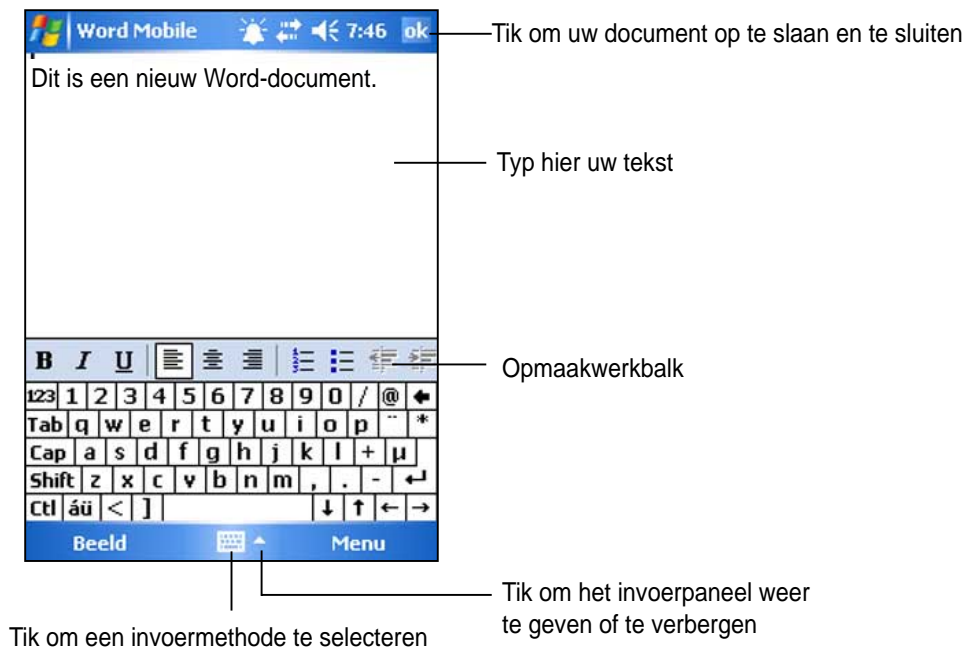 Word Mobile 7:46 ok
Tik om uw document op te slaan en te sluiten
Dit is een nieuw Word-document.
Typ hier uw tekst
B I U
Opmaakwerkbalk
123 1 2 3 4 5 6 7 8 9 0 / @
Tab q w e r t y u i o p ¨ *
Cap a s d f g h j k l + µ
Shift z x c v b n m , . - ↵
Ctl áü < ] ↓ ↑ ← →
Beeld Menu
Tik om het invoerpaneel weer
te geven of te verbergen
Tik om een invoermethode te selecteren